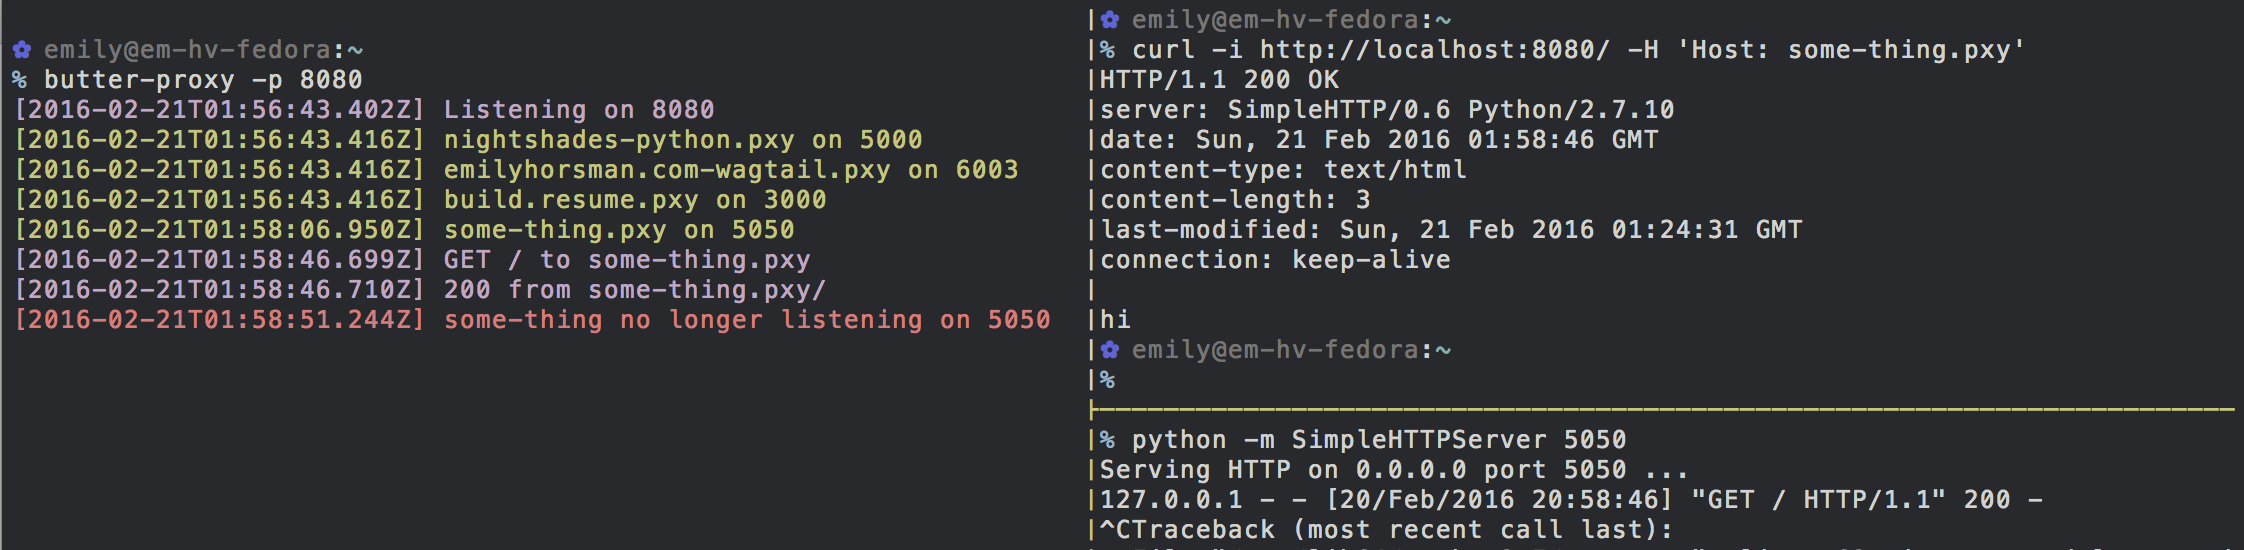 ✿ emily@em-hv-fedora:~
% butter-proxy -p 8080
[2016-02-21T01:56:43.402Z] Listening on 8080
[2016-02-21T01:56:43.416Z] nightshades-python.pxy on 5000
[2016-02-21T01:56:43.416Z] emilyhorsman.com-wagtail.pxy on 6003
[2016-02-21T01:56:43.416Z] build.resume.pxy on 3000
[2016-02-21T01:58:06.950Z] some-thing.pxy on 5050
[2016-02-21T01:58:46.699Z] GET / to some-thing.pxy
[2016-02-21T01:58:46.710Z] 200 from some-thing.pxy/
[2016-02-21T01:58:51.244Z] some-thing no longer listening on 5050
✿ emily@em-hv-fedora:~
% curl -i http://localhost:8080/ -H 'Host: some-thing.pxy'
HTTP/1.1 200 OK
server: SimpleHTTP/0.6 Python/2.7.10
date: Sun, 21 Feb 2016 01:58:46 GMT
content-type: text/html
content-length: 3
last-modified: Sun, 21 Feb 2016 01:24:31 GMT
connection: keep-alive
hi
✿ emily@em-hv-fedora:~
%
% python -m SimpleHTTPServer 5050
Serving HTTP on 0.0.0.0 port 5050 ...
127.0.0.1 - - [20/Feb/2016 20:58:46] "GET / HTTP/1.1" 200 -
^CTraceback (most recent call last):